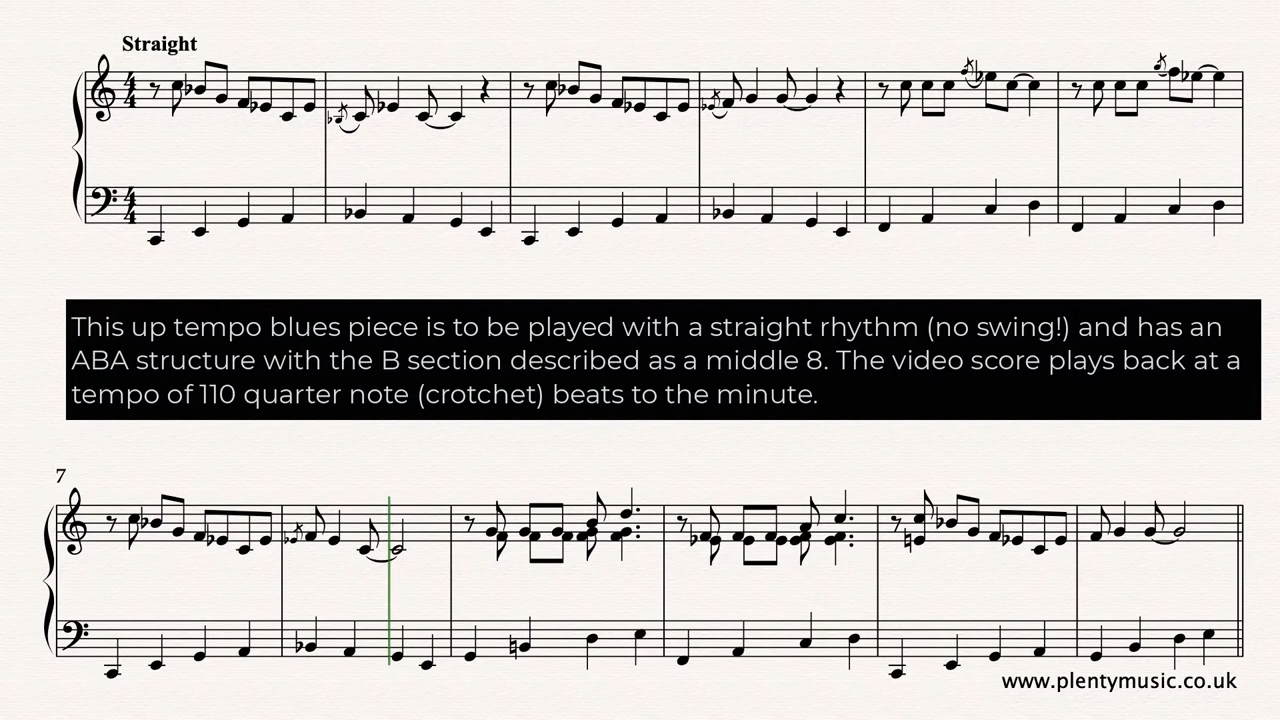 Straight
This up tempo blues piece is to be played with a straight rhythm (no swing!) and has an
ABA structure with the B section described as a middle 8. The video score plays back at a
tempo of 110 quarter note (crotchet) beats to the minute.
7
www.plentymusic.co.uk